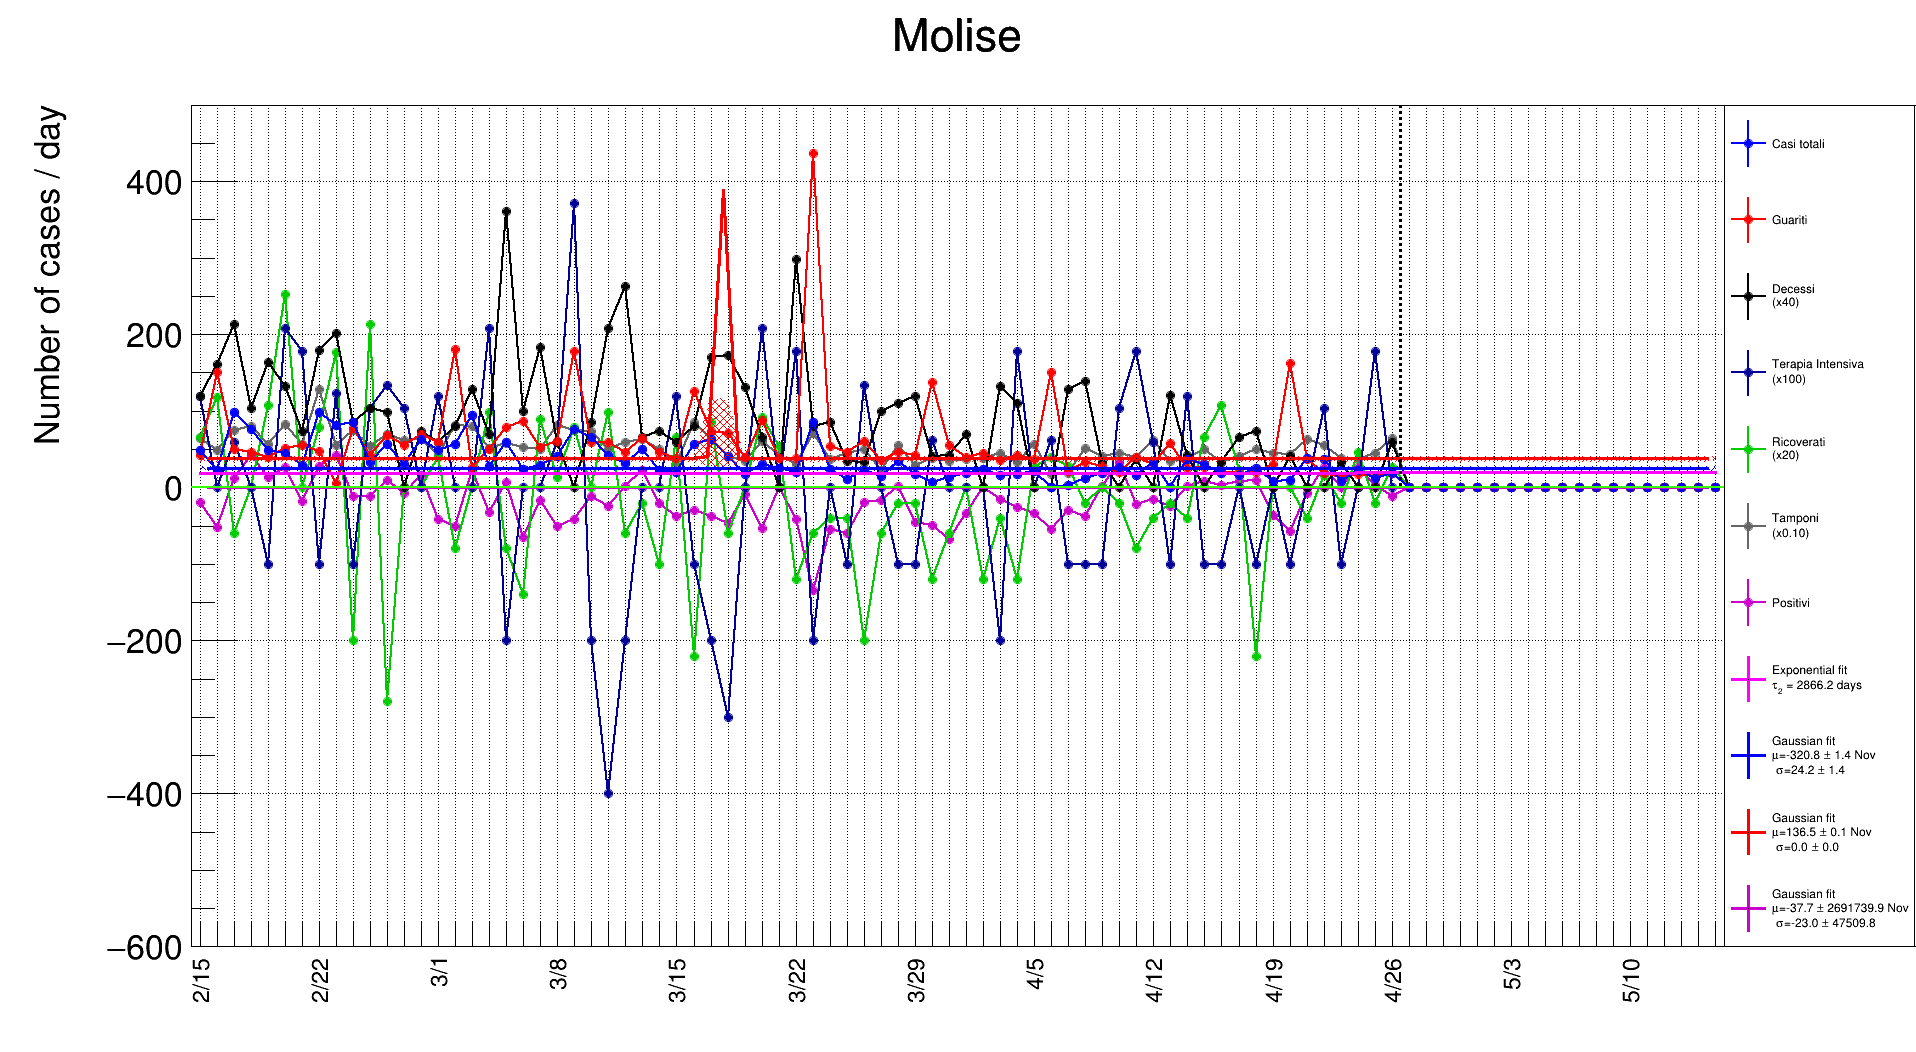 Molise
Number of cases / day
400
200
0
−200
−400
−600
2/15
2/22
3/1
3/8
3/15
3/22
3/29
4/5
4/12
4/19
4/26
5/3
5/10
Casi totali
Guariti
Decessi
(x40)
Terapia Intensiva
(x100)
Ricoverati
(x20)
Tamponi
(x0.10)
Positivi
Exponential fit
τ2 = 2866.2 days
Gaussian fit
μ=-320.8 ± 1.4 Nov
σ=24.2 ± 1.4
Gaussian fit
μ=136.5 ± 0.1 Nov
σ=0.0 ± 0.0
Gaussian fit
μ=-37.7 ± 2691739.9 Nov
σ=-23.0 ± 47509.8